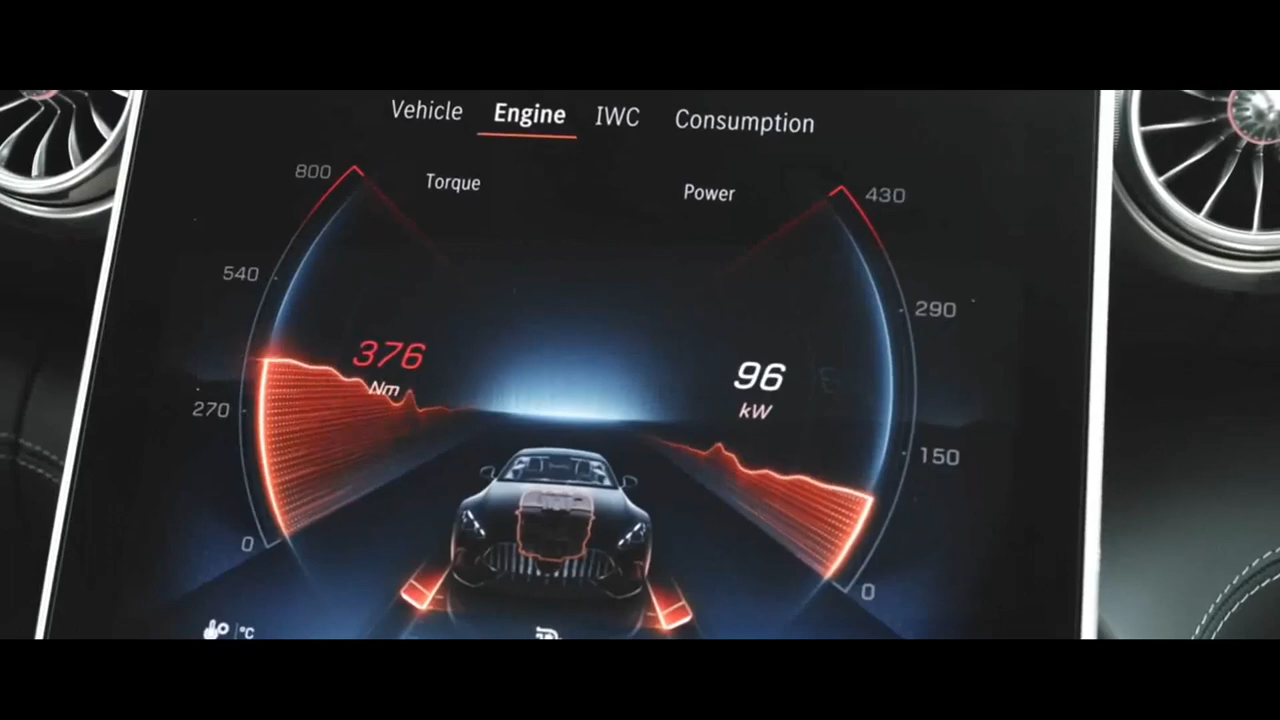 Vehicle Engine IWC Consumption
Torque Power
800 430
540 290
376 Nm
96 kW
270 150
0 0
°C